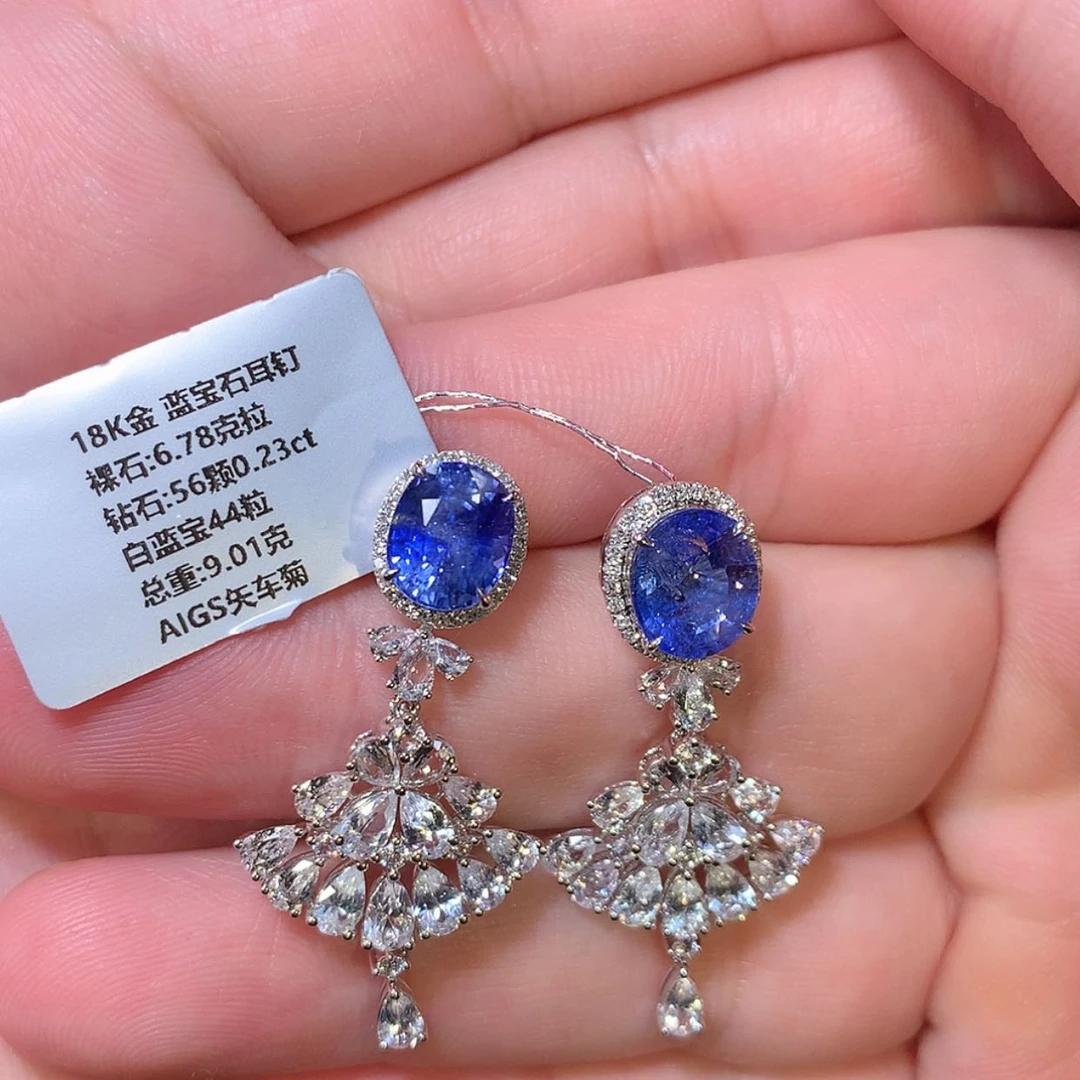 18K金 蓝宝石耳钉
裸石:6.78克拉
钻石:56颗0.23ct
白蓝宝44粒
总重:9.01克
AIGS矢车菊